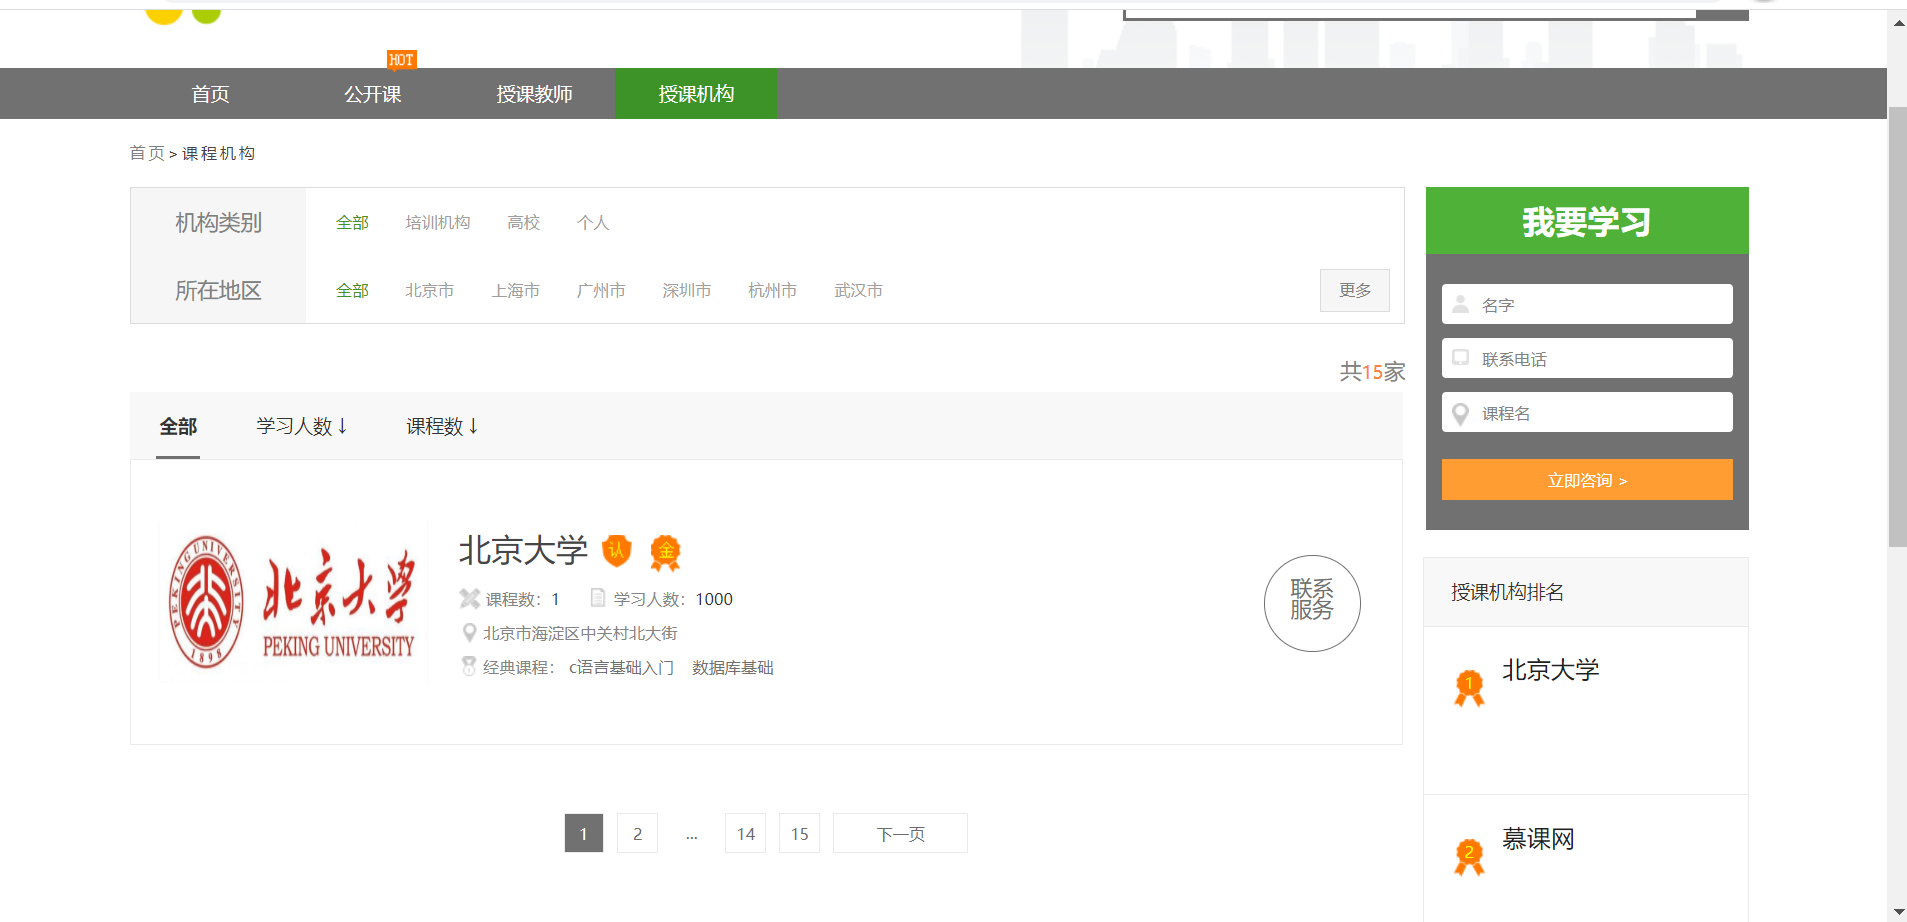 HOT
首页 公开课 授课教师 授课机构
首页 > 课程机构
机构类别 全部 培训机构 高校 个人
所在地区 全部 北京市 上海市 广州市 深圳市 杭州市 武汉市 更多
共15家
全部 学习人数↓ 课程数↓
PEKING UNIVERSITY
1898
北京大学
PEKING UNIVERSITY
北京大学 认 金
课程数：1 学习人数：1000
北京市海淀区中关村北大街
经典课程： c语言基础入门 数据库基础
联系
服务
1 2 ... 14 15 下一页
我要学习
名字
联系电话
课程名
立即咨询 >
授课机构排名
1 北京大学
2 慕课网